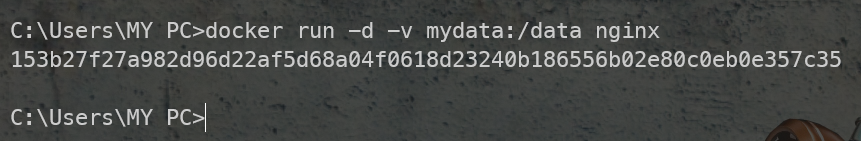 C:\Users\MY PC>docker run -d -v mydata:/data nginx
153b27f27a982d96d22af5d68a04f0618d23240b186556b02e80c0eb0e357c35
C:\Users\MY PC>